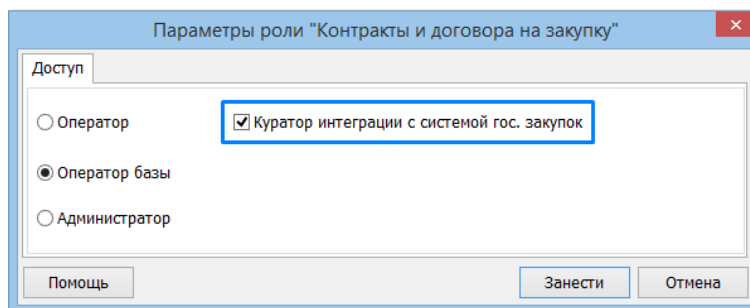 Параметры роли "Контракты и договора на закупку"
Доступ
Оператор
Куратор интеграции с системой гос. закупок
Оператор базы
Администратор
Помощь
Занести
Отмена